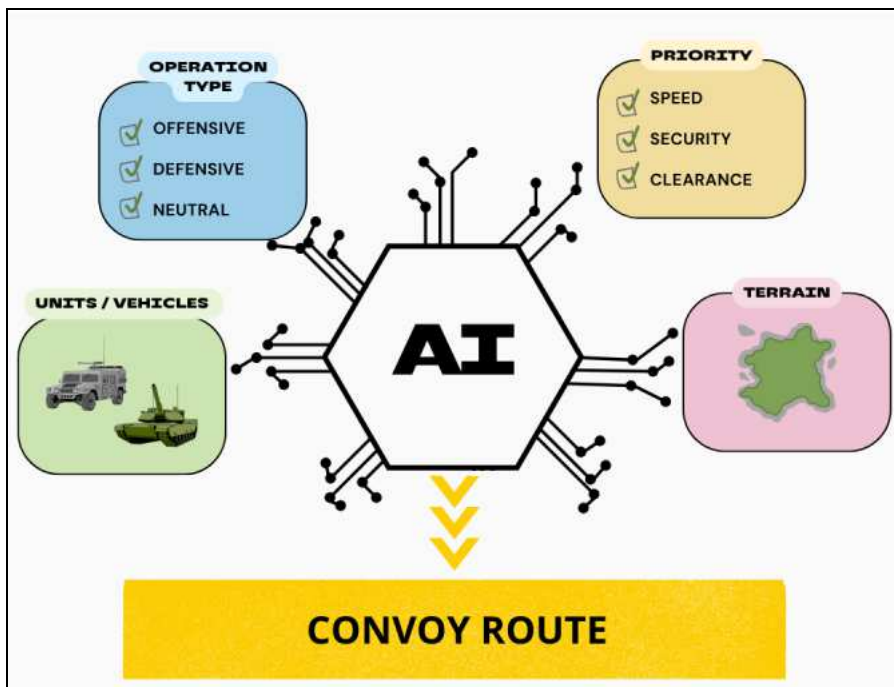 OPERATION
TYPE
OFFENSIVE
DEFENSIVE
NEUTRAL
PRIORITY
SPEED
SECURITY
CLEARANCE
UNITS / VEHICLES
AI
TERRAIN
CONVOY ROUTE